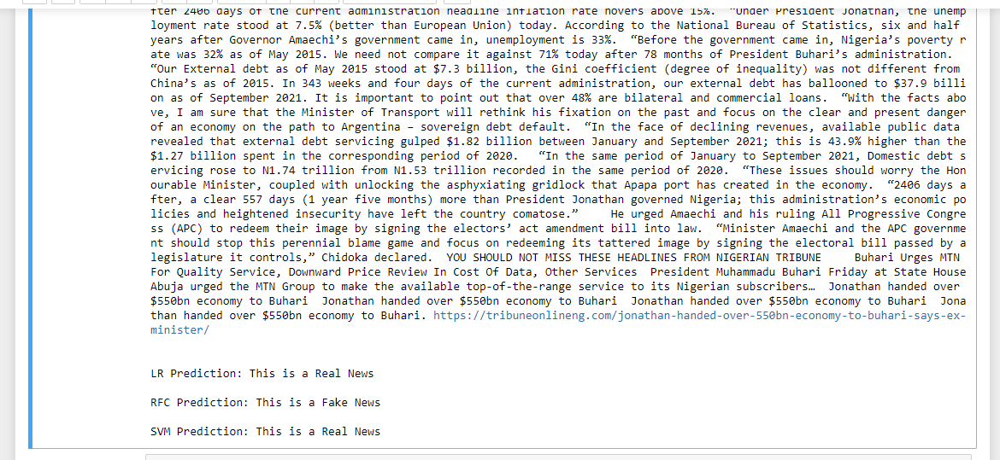 fter 2406 days of the current administration headline inflation rate hovers above 15%.  "Under President Jonathan, the unemp
loyment rate stood at 7.5% (better than European Union) today. According to the National Bureau of Statistics, six and half
years after Governor Amaechi’s government came in, unemployment is 33%.  “Before the government came in, Nigeria’s poverty r
ate was 32% as of May 2015. We need not compare it against 71% today after 78 months of President Buhari’s administration.
“Our External debt as of May 2015 stood at $7.3 billion, the Gini coefficient (degree of inequality) was not different from
China’s as of 2015. In 343 weeks and four days of the current administration, our external debt has ballooned to $37.9 billi
on as of September 2021. It is important to point out that over 48% are bilateral and commercial loans.  “With the facts abo
ve, I am sure that the Minister of Transport will rethink his fixation on the past and focus on the clear and present danger
of an economy on the path to Argentina – sovereign debt default.  “In the face of declining revenues, available public data
revealed that external debt servicing gulped $1.82 billion between January and September 2021; this is 43.9% higher than the
$1.27 billion spent in the corresponding period of 2020.   “In the same period of January to September 2021, Domestic debt s
ervicing rose to N1.74 trillion from N1.53 trillion recorded in the same period of 2020.  “These issues should worry the Hon
ourable Minister, coupled with unlocking the asphyxiating gridlock that Apapa port has created in the economy.  “2406 days a
fter, a clear 557 days (1 year five months) more than President Jonathan governed Nigeria; this administration’s economic po
licies and heightened insecurity have left the country comatose.”     He urged Amaechi and his ruling All Progressive Congre
ss (APC) to redeem their image by signing the electors’ act amendment bill into law.  “Minister Amaechi and the APC governme
nt should stop this perennial blame game and focus on redeeming its tattered image by signing the electoral bill passed by a
legislature it controls,” Chidoka declared.  YOU SHOULD NOT MISS THESE HEADLINES FROM NIGERIAN TRIBUNE     Buhari Urges MTN
For Quality Service, Downward Price Review In Cost Of Data, Other Services  President Muhammadu Buhari Friday at State House
Abuja urged the MTN Group to make the available top-of-the-range service to its Nigerian subscribers…  Jonathan handed over
$550bn economy to Buhari  Jonathan handed over $550bn economy to Buhari  Jonathan handed over $550bn economy to Buhari  Jona
than handed over $550bn economy to Buhari. https://tribuneonlineng.com/jonathan-handed-over-550bn-economy-to-buhari-says-ex-
minister/
LR Prediction: This is a Real News
RFC Prediction: This is a Fake News
SVM Prediction: This is a Real News